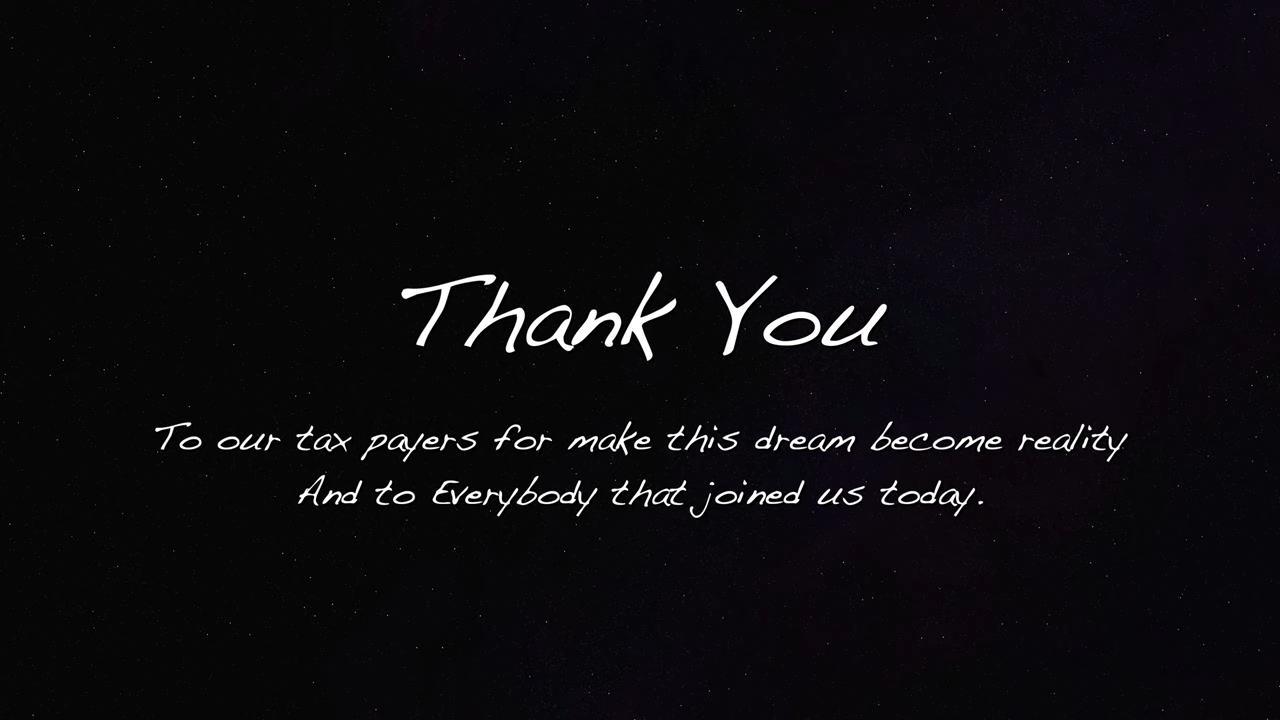 Thank You
To our tax payers for make this dream become reality
And to Everybody that joined us today.